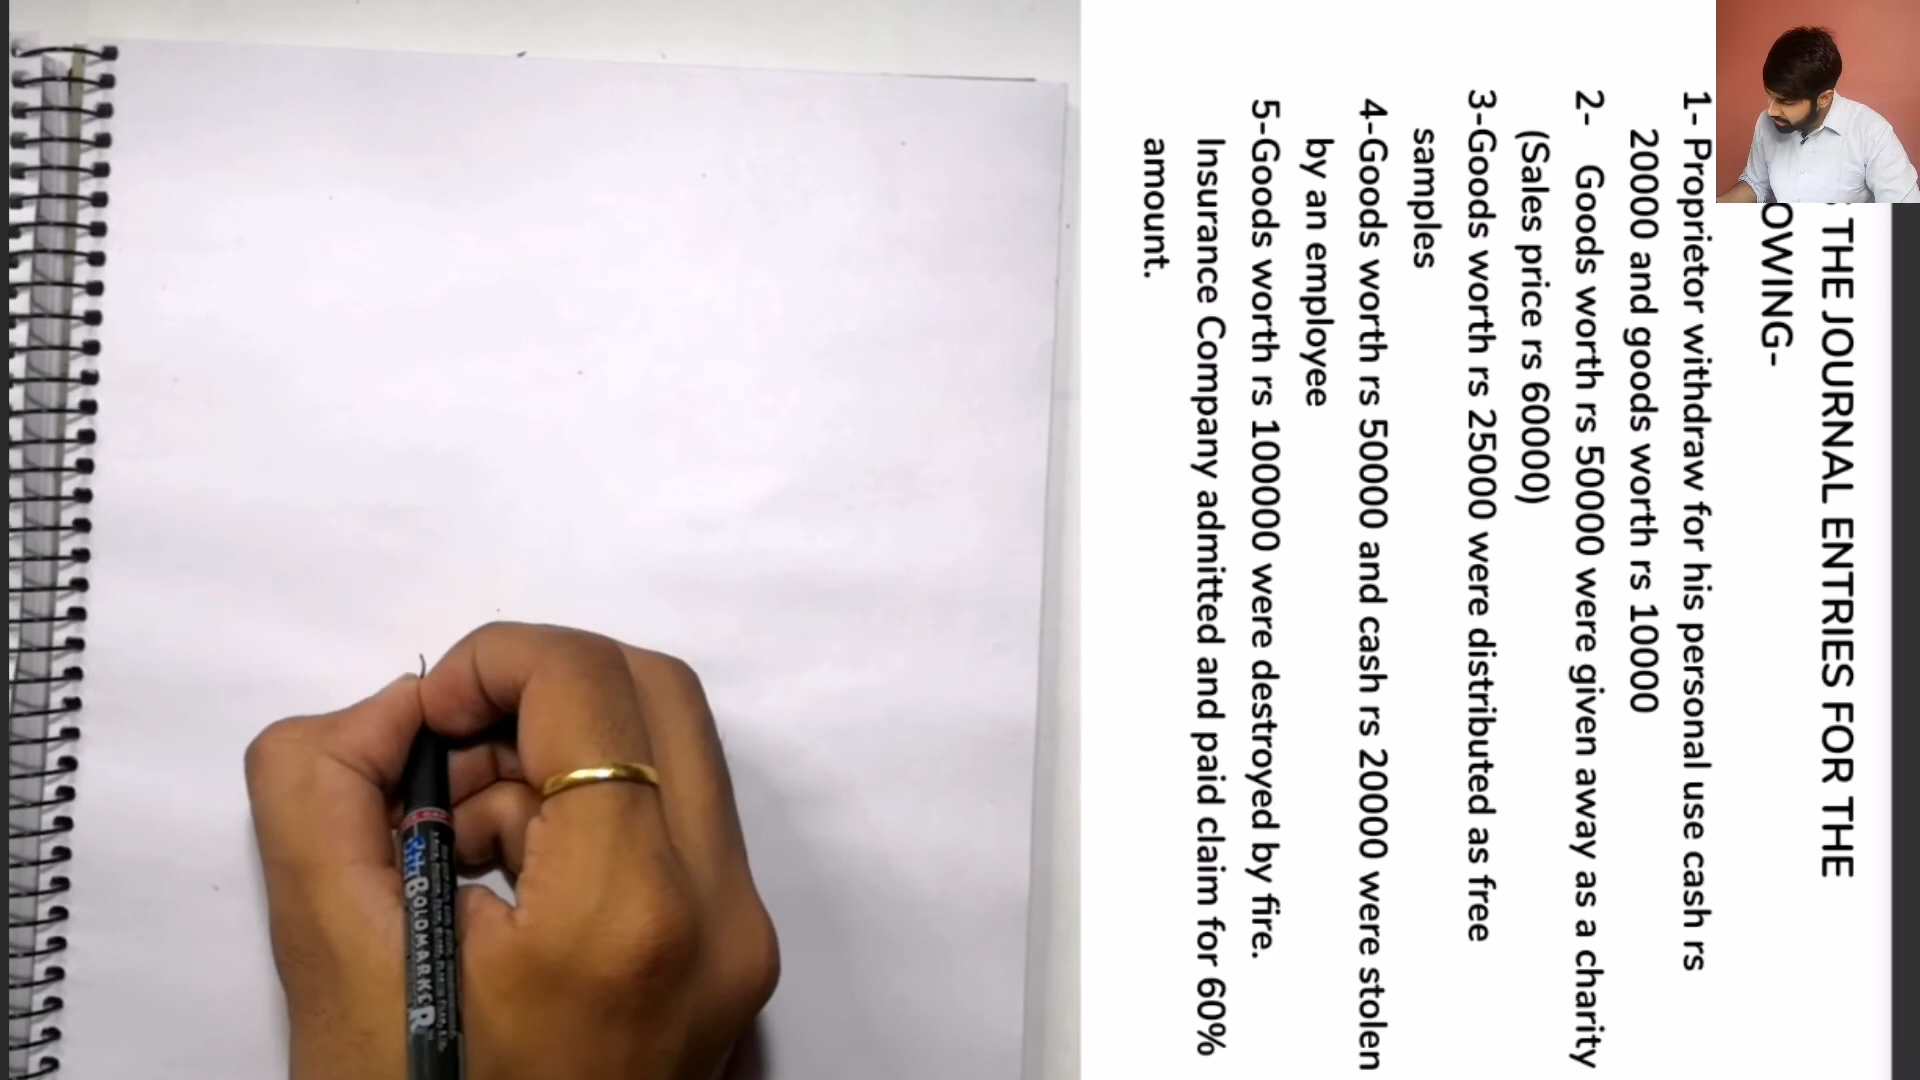 THE JOURNAL ENTRIES FOR THE
OWING-
1- Proprietor withdraw for his personal use cash rs
20000 and goods worth rs 10000
2- Goods worth rs 50000 were given away as a charity
(Sales price rs 60000)
3-Goods worth rs 25000 were distributed as free
samples
4-Goods worth rs 50000 and cash rs 20000 were stolen
by an employee
5-Goods worth rs 100000 were destroyed by fire.
Insurance Company admitted and paid claim for 60%
amount.
BOLDMARKER